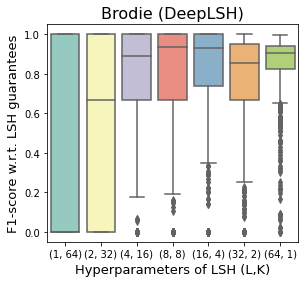 Brodie (DeepLSH)
F1-score w.r.t. LSH guarantees
1.0
0.8
0.6
0.4
0.2
0.0
(1, 64) (2, 32) (4, 16) (8, 8) (16, 4) (32, 2) (64, 1)
Hyperparameters of LSH (L,K)